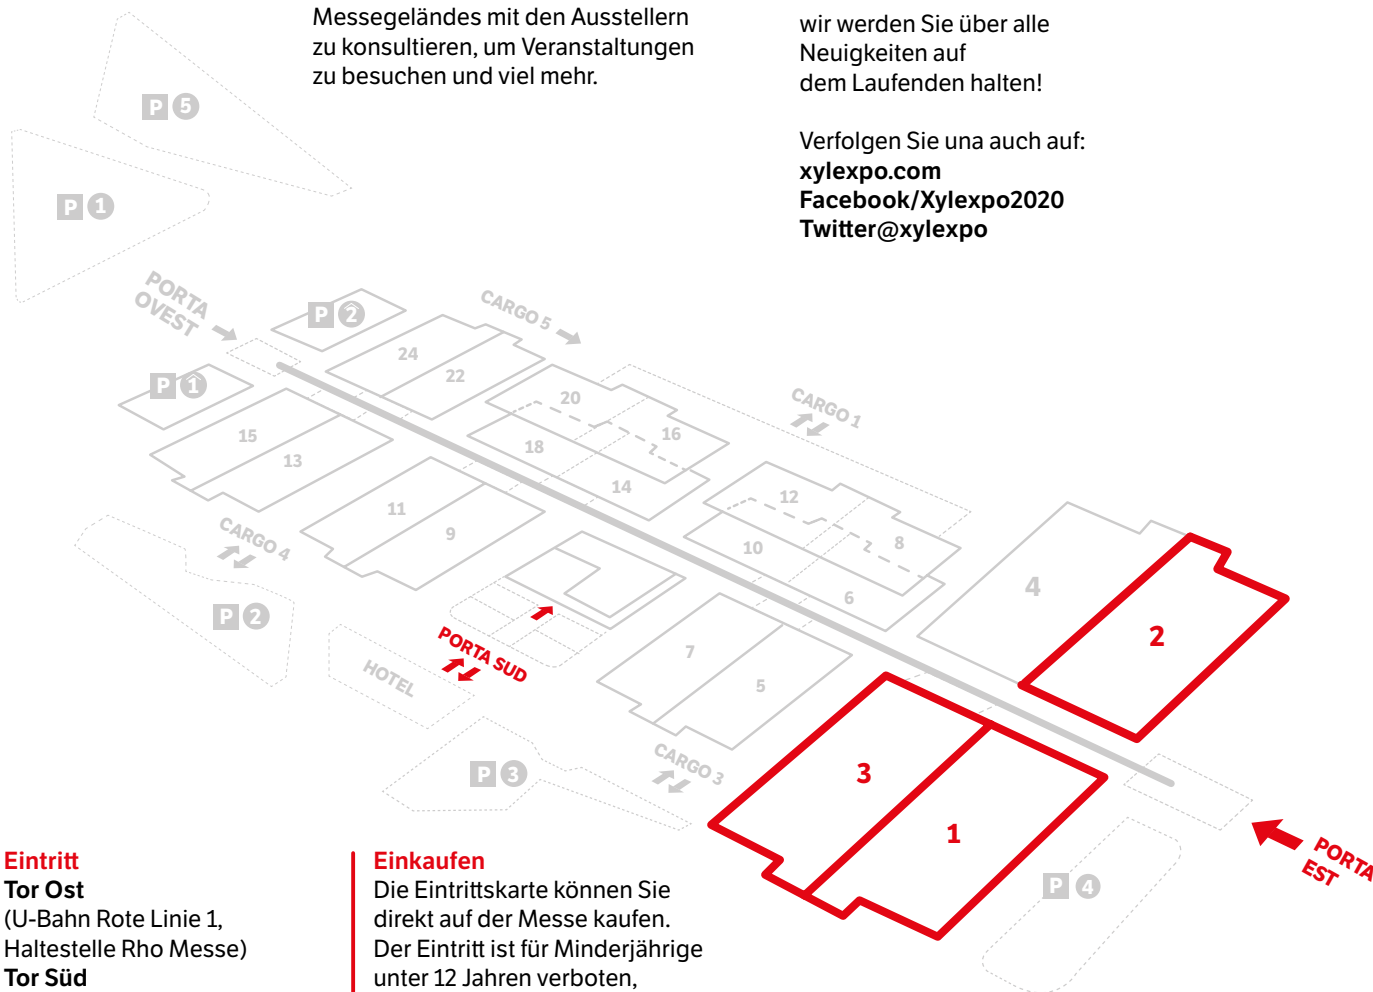 Messegeländes mit den Ausstellern
zu konsultieren, um Veranstaltungen
zu besuchen und viel mehr.
wir werden Sie über alle
Neuigkeiten auf
dem Laufenden halten!
Verfolgen Sie una auch auf:
xylexpo.com
Facebook/Xylexpo2020
Twitter@xylexpo
P 5
P 1
PORTA
OVEST
P 2
CARGO 5
24
22
P 1
20
16
CARGO 1
15
13
18
14
12
8
11
9
10
6
CARGO 4
4
2
P 2
PORTA SUD
HOTEL
7
5
P 3
CARGO 3
3
1
PORTA
EST
P 4
Eintritt
Tor Ost
(U-Bahn Rote Linie 1,
Haltestelle Rho Messe)
Tor Süd
Einkaufen
Die Eintrittskarte können Sie
direkt auf der Messe kaufen.
Der Eintritt ist für Minderjährige
unter 12 Jahren verboten,